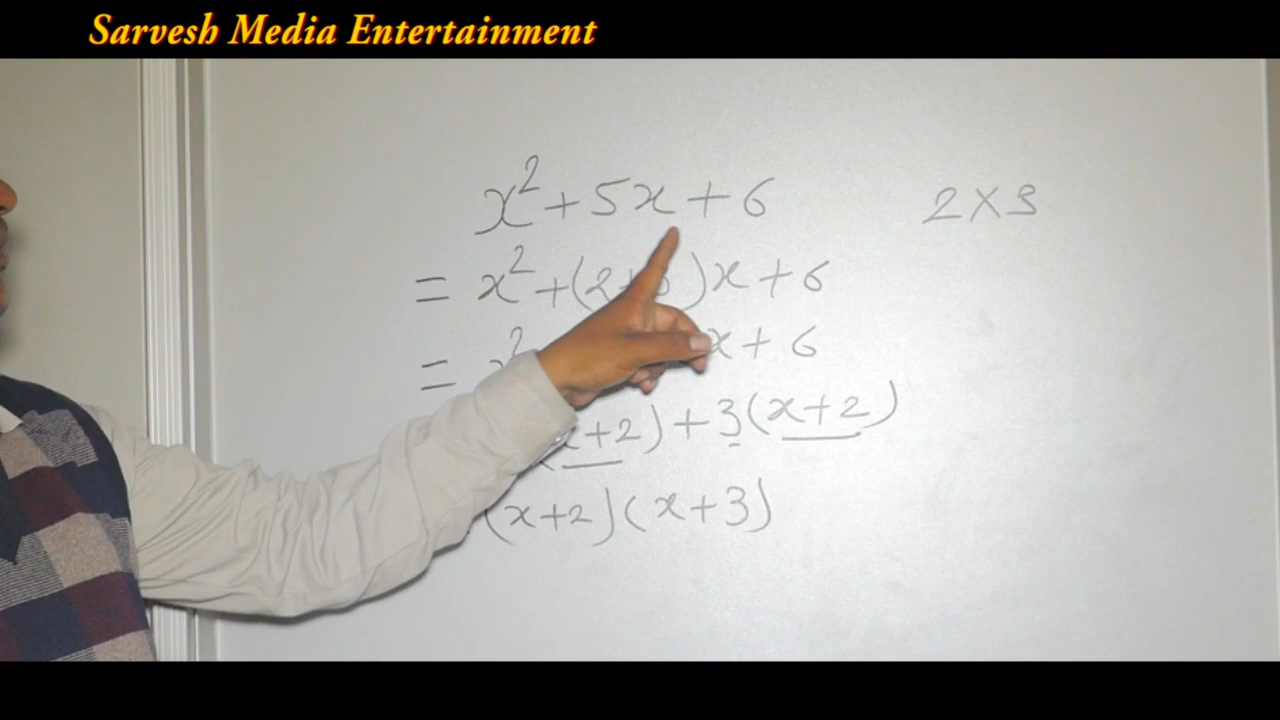 Sarvesh Media Entertainment
x² + 5x + 6 2 × 3
= x² + (2+ )x + 6
= x + 6
x+2) + 3(x+2)
(x+2)(x+3)